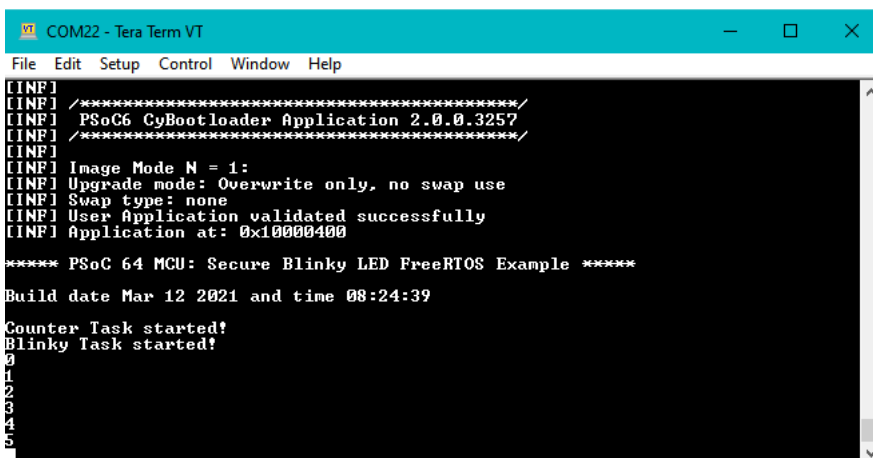 COM22 - Tera Term VT
File Edit Setup Control Window Help
[INF]
[INF] /*****************************************/
[INF]  PSoC6 CyBootloader Application 2.0.0.3257
[INF] /*****************************************/
[INF]
[INF] Image Mode N = 1:
[INF] Upgrade mode: Overwrite only, no swap use
[INF] Swap type: none
[INF] User Application validated successfully
[INF] Application at: 0x10000400
***** PSoC 64 MCU: Secure Blinky LED FreeRTOS Example *****
Build date Mar 12 2021 and time 08:24:39
Counter Task started!
Blinky Task started!
0
1
2
3
4
5